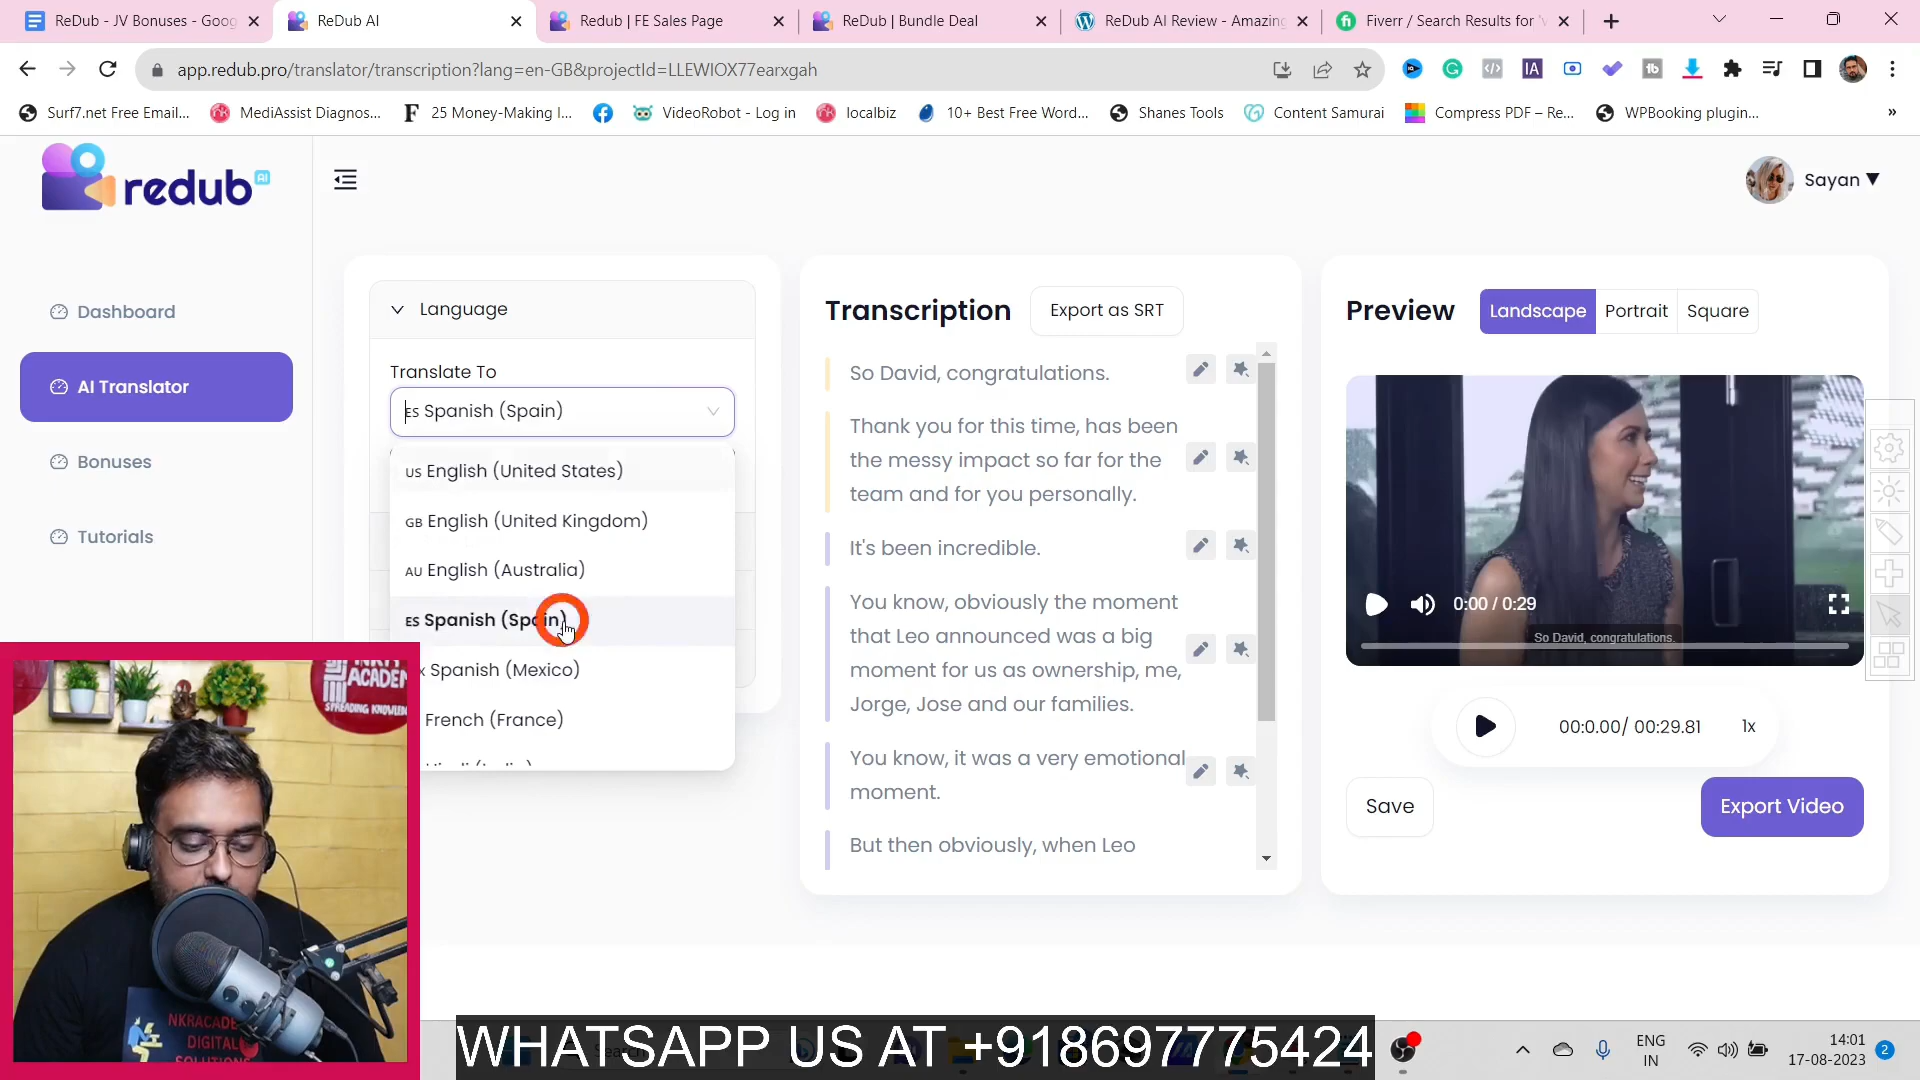 ReDub - JV Bonuses - Goog
ReDub AI
Redub | FE Sales Page
ReDub | Bundle Deal
ReDub AI Review - Amazing
Fiverr / Search Results for 'v
app.redub.pro/translator/transcription?lang=en-GB&projectId=LLEWIOX77earxgah
Surf7.net Free Email...
MediAssist Diagnos...
25 Money-Making I...
VideoRobot - Log in
localbiz
10+ Best Free Word...
Shanes Tools
Content Samurai
Compress PDF – Re...
WPBooking plugin...
redub AI
Sayan
Dashboard
AI Translator
Bonuses
Tutorials
Language
Translate To
ES Spanish (Spain)
US English (United States)
GB English (United Kingdom)
AU English (Australia)
ES Spanish (Spain)
Spanish (Mexico)
French (France)
Transcription
Export as SRT
So David, congratulations.
Thank you for this time, has been
the messy impact so far for the
team and for you personally.
It's been incredible.
You know, obviously the moment
that Leo announced was a big
moment for us as ownership, me,
Jorge, Jose and our families.
You know, it was a very emotional
moment.
But then obviously, when Leo
Preview
Landscape
Portrait
Square
0:00 / 0:29
So David, congratulations.
00:0.00/ 00:29.81
1x
Save
Export Video
ACADEM
SPREADING KNOWLE
NKRACADE
DIGITAL
SOLUTIONS
WHATSAPP US AT +918697775424
ENG
IN
14:01
17-08-2023
2